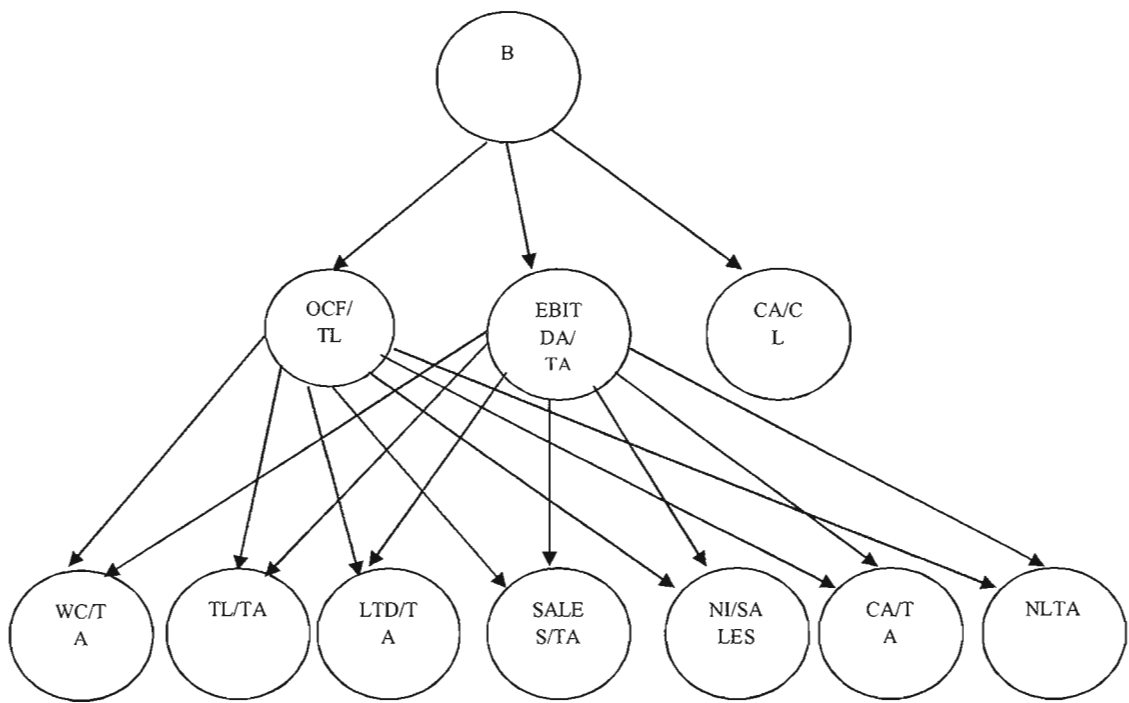 B
OCF/
TL
EBIT
DA/
TA
CA/C
L
WC/T
A
TL/TA
LTD/T
A
SALE
S/TA
NI/SA
LES
CA/T
A
NLTA